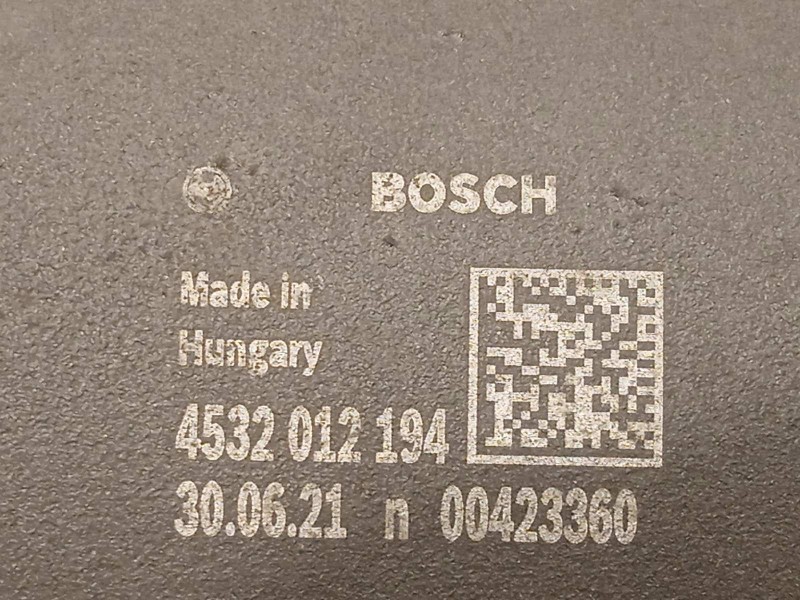 BOSCH
Made in
Hungary
4532 012 194
30.06.21 n 00423360